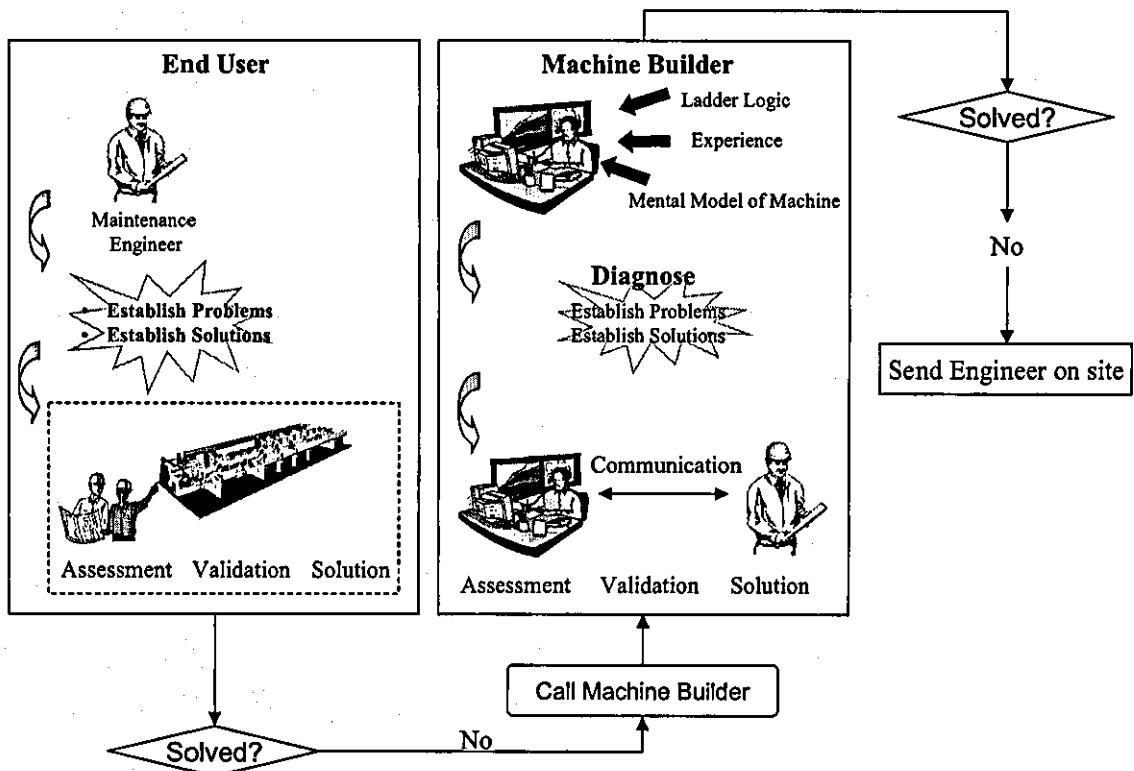 End User
Maintenance
Engineer
• Establish Problems
• Establish Solutions
Assessment Validation Solution
Solved?
No
Call Machine Builder
Machine Builder
Ladder Logic
Experience
Mental Model of Machine
Diagnose
Establish Problems
Establish Solutions
Communication
Assessment Validation Solution
Solved?
No
Send Engineer on site